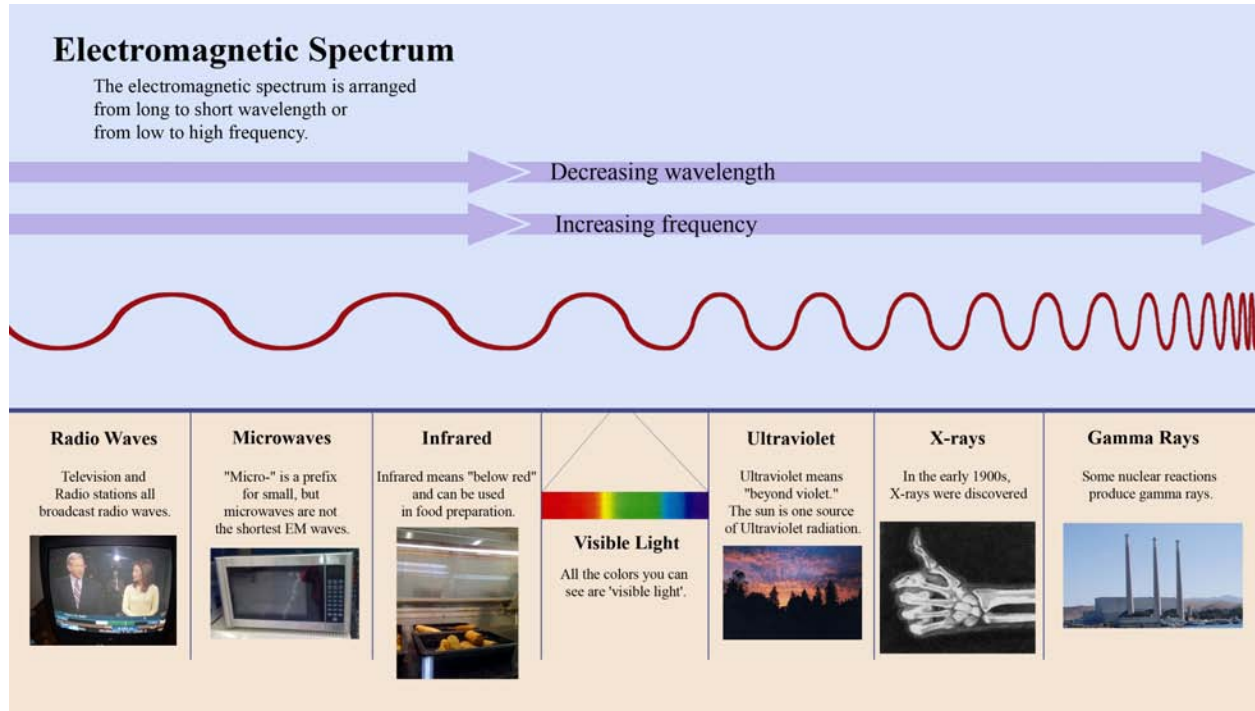 Electromagnetic Spectrum
The electromagnetic spectrum is arranged
from long to short wavelength or
from low to high frequency.
Decreasing wavelength
Increasing frequency
Radio Waves
Television and
Radio stations all
broadcast radio waves.
Microwaves
"Micro-" is a prefix
for small, but
microwaves are not
the shortest EM waves.
Infrared
Infrared means "below red"
and can be used
in food preparation.
Visible Light
All the colors you can
see are 'visible light'.
Ultraviolet
Ultraviolet means
"beyond violet."
The sun is one source
of Ultraviolet radiation.
X-rays
In the early 1900s,
X-rays were discovered
Gamma Rays
Some nuclear reactions
produce gamma rays.